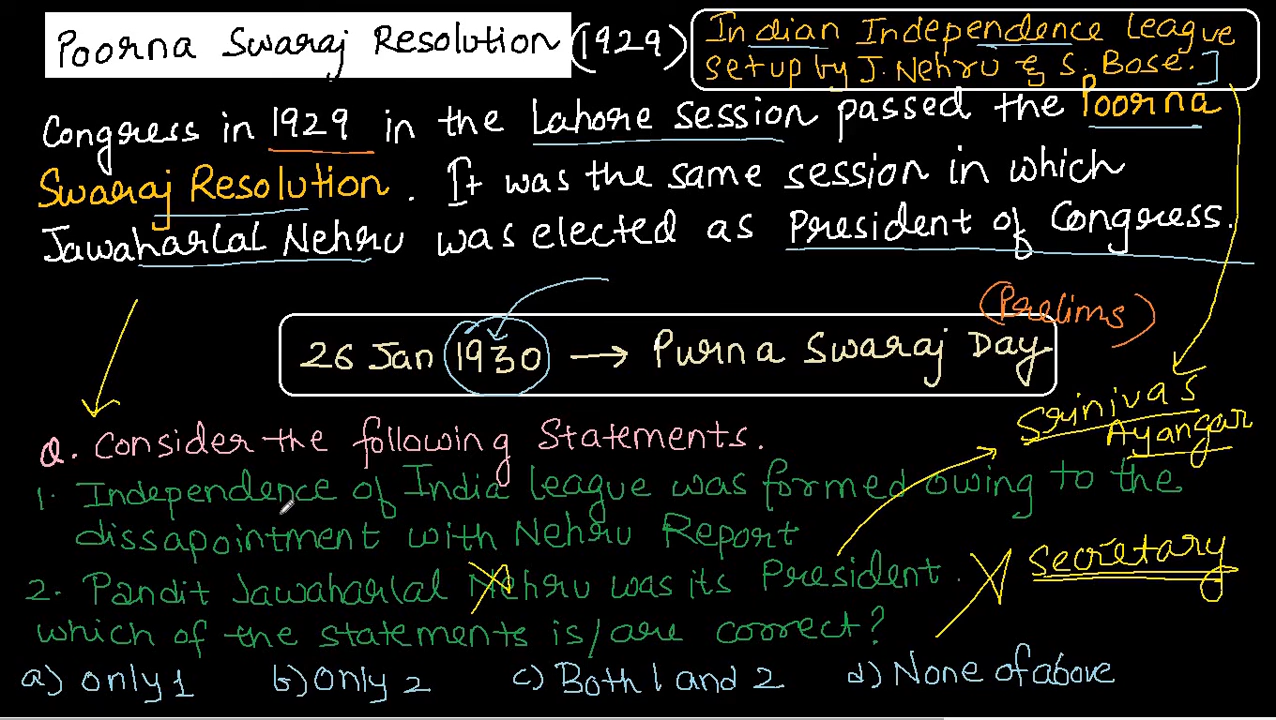 Poorna Swaraj Resolution (1929)
Indian Independence League
setup by J. Nehru & S. Bose.]
Congress in 1929 in the Lahore session passed the Poorna
Swaraj Resolution. It was the same session in which
Jawaharlal Nehru was elected as President of Congress.
(Prelims)
26 Jan 1930 → Purna Swaraj Day
Srinivas
Ayangar
Q. Consider the following Statements.
1. Independence of India league was formed owing to the
dissapointment with Nehru Report
2. Pandit Jawaharlal Nehru was its President.
Secretary
which of the statements is/are correct?
a) only 1 b) only 2 c) Both 1 and 2 d) None of above